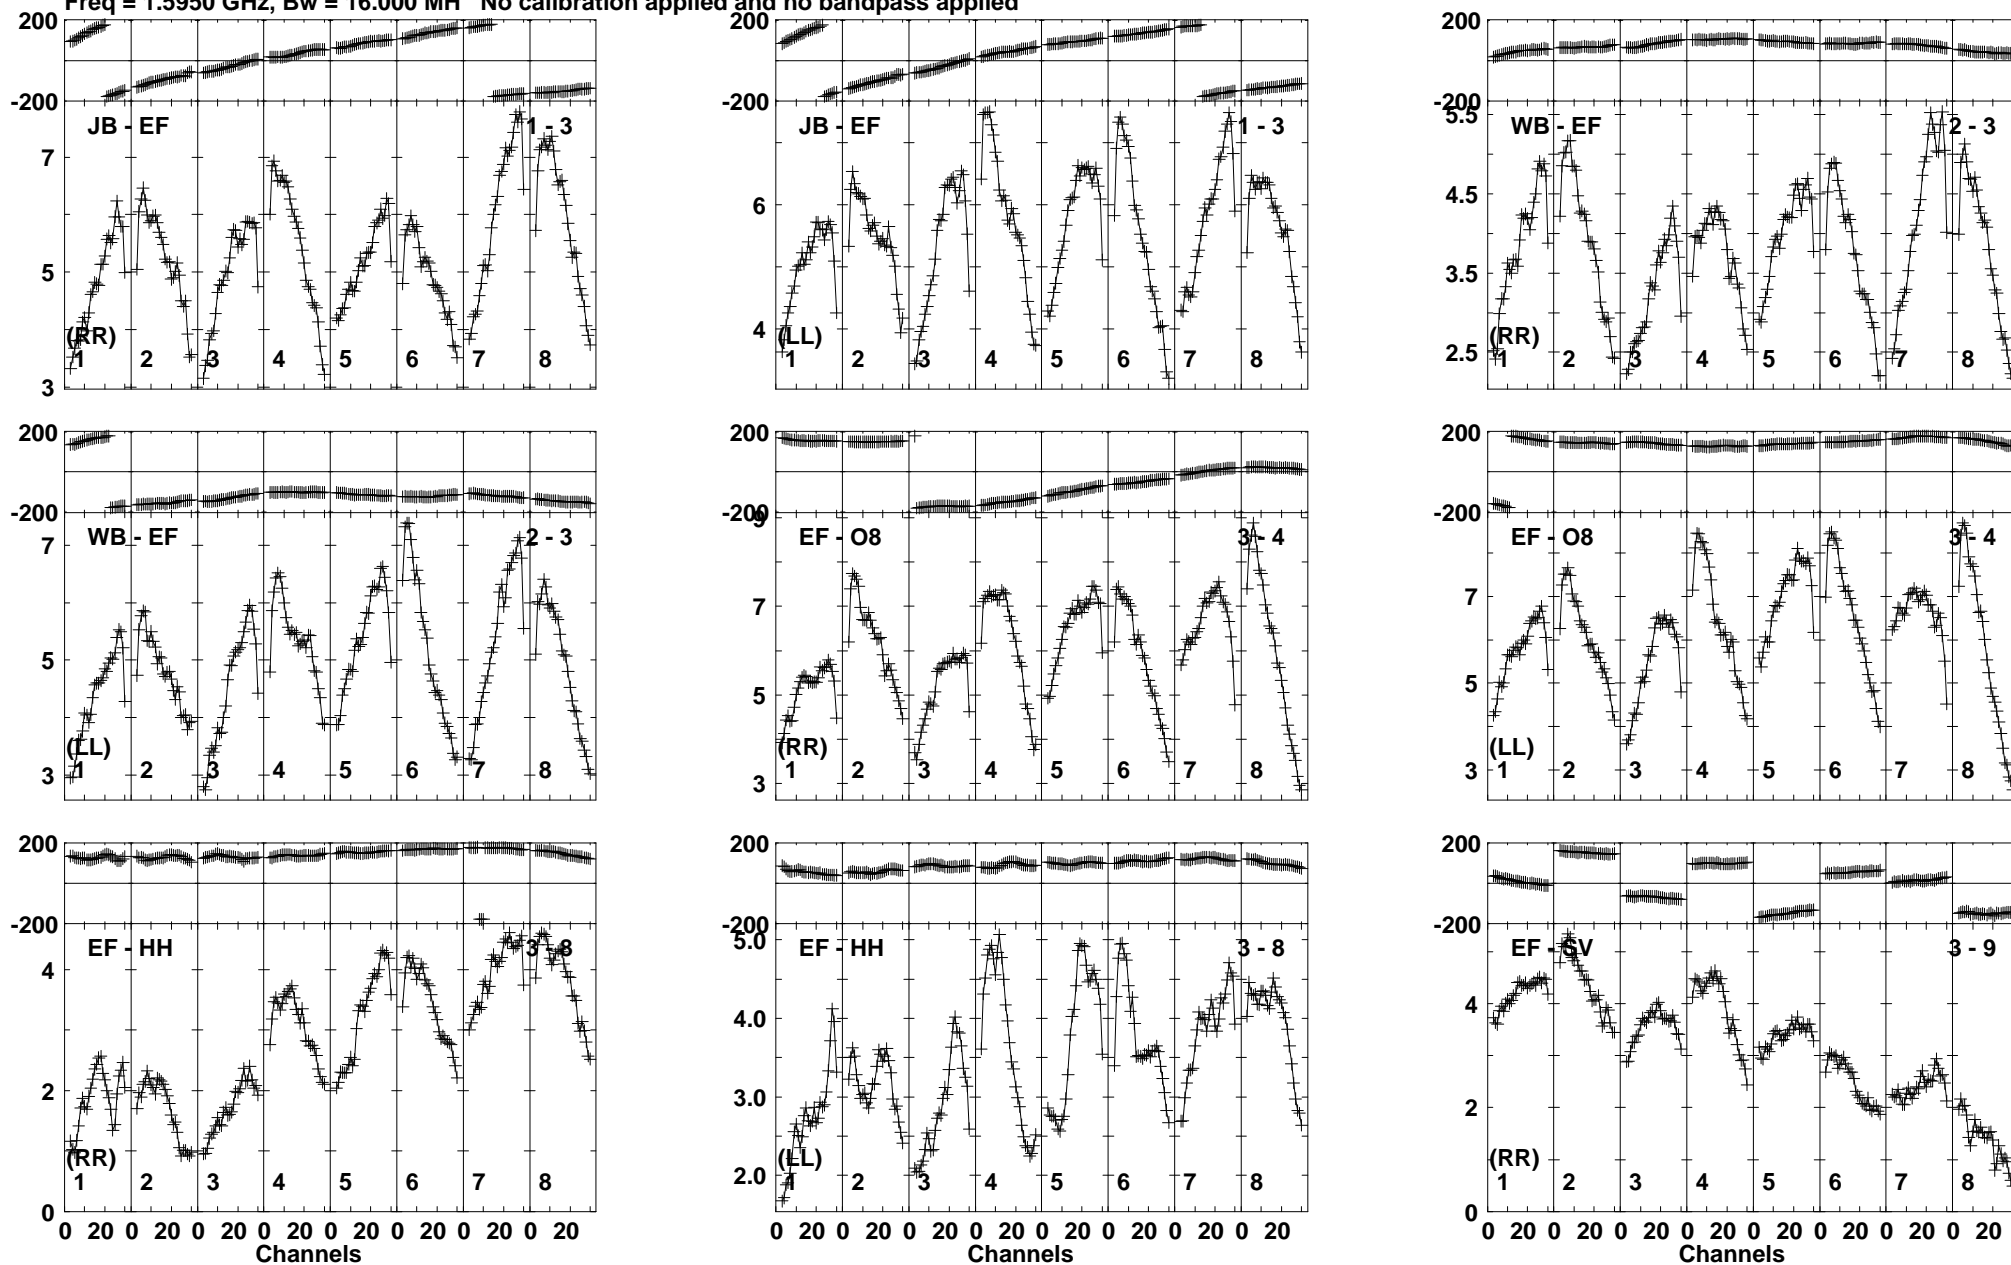 Freq = 1.5950 GHz, Bw = 16.000 MH No calibration applied and no bandpass applied
200 200 200
-200 -200 -200
JB - EF 1 - 3 JB - EF 1 - 3 WB - EF 2 - 3
7 5 3
6 4
5.5 4.5 3.5 2.5
(RR) (LL) (RR)
1 2 3 4 5 6 7 8 1 2 3 4 5 6 7 8 1 2 3 4 5 6 7 8
200 200 200
-200 -200 -200
WB - EF 2 - 3 EF - O8 3 - 4 EF - O8 3 - 4
7 5 3
9 7 5 3
7 5 3
(LL) (RR) (LL)
1 2 3 4 5 6 7 8 1 2 3 4 5 6 7 8 1 2 3 4 5 6 7 8
200 200 200
-200 -200 -200
EF - HH 3 - 8 EF - HH 3 - 8 EF - SV 3 - 9
4 2 0
5.0 4.0 3.0 2.0
4 2 0
(RR) (LL) (RR)
1 2 3 4 5 6 7 8 1 2 3 4 5 6 7 8 1 2 3 4 5 6 7 8
0 20 0 20 0 20 0 20 0 20 0 20 0 20 0 20 0 20 0 20 0 20 0 20 0 20 0 20 0 20 0 20 0 20 0 20 0 20 0 20 0 20 0 20 0 20 0 20
Channels Channels Channels